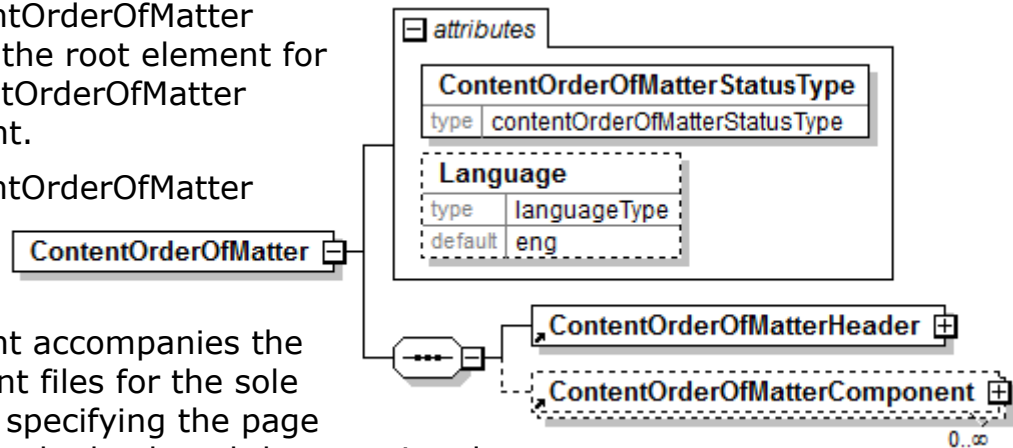 ntOrderOfMatter
the root element for
tOrderOfMatter
nt.
ntOrderOfMatter
nt accompanies the
nt files for the sole
specifying the page
attributes
ContentOrderOfMatterStatusType
type contentOrderOfMatterStatusType
Language
type languageType
default eng
ContentOrderOfMatter
ContentOrderOfMatterHeader
ContentOrderOfMatterComponent
0..∞